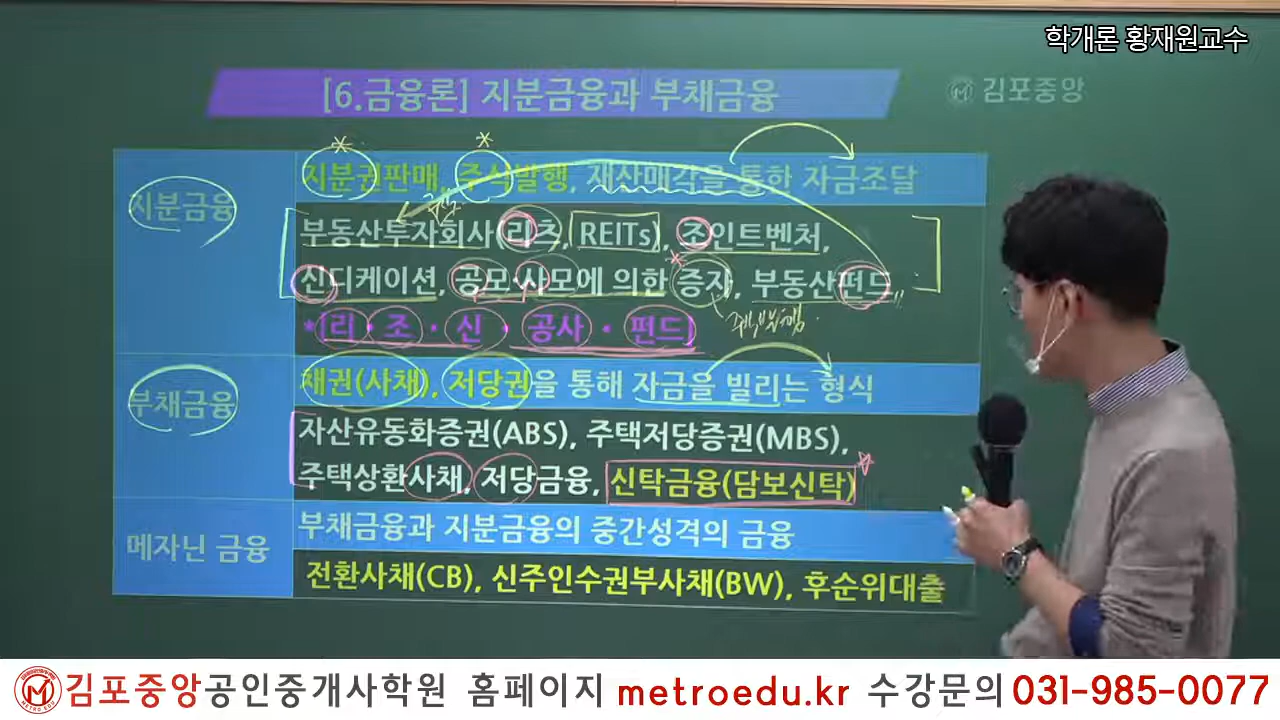 학개론 황재원교수
[6.금융론] 지분금융과 부채금융
김포중앙
지분금융
지분권판매, 주식발행, 재산매각을 통한 자금조달
부동산투자회사(리츠, REITs), 조인트벤처,
신디케이션, 공모·사모에 의한 증자, 부동산펀드
*[리·조·신·공사·펀드]
부채금융
채권(사채), 저당권을 통해 자금을 빌리는 형식
자산유동화증권(ABS), 주택저당증권(MBS),
주택상환사채, 저당금융, 신탁금융(담보신탁)
메자닌 금융
부채금융과 지분금융의 중간성격의 금융
전환사채(CB), 신주인수권부사채(BW), 후순위대출
김포중앙공인중개사학원 홈페이지 metroedu.kr 수강문의 031-985-0077